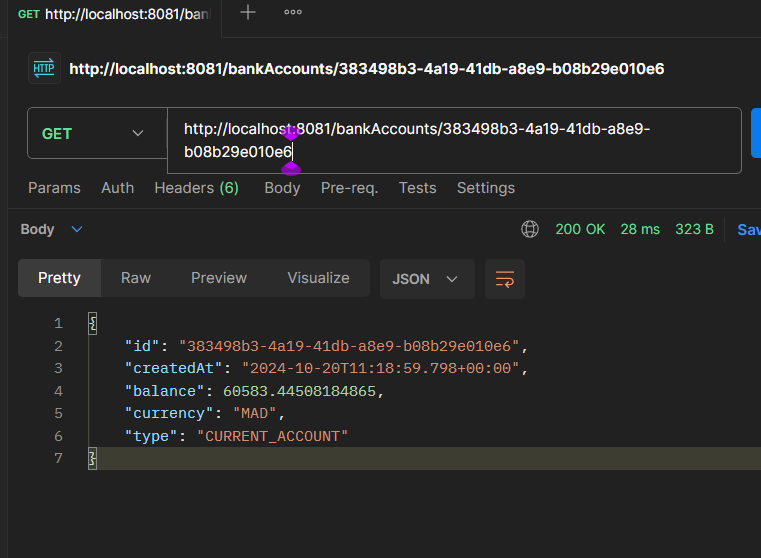 GET http://localhost:8081/ban
HTTP http://localhost:8081/bankAccounts/383498b3-4a19-41db-a8e9-b08b29e010e6
GET
http://localhost:8081/bankAccounts/383498b3-4a19-41db-a8e9-
b08b29e010e6
Params Auth Headers (6) Body Pre-req. Tests Settings
Body 200 OK 28 ms 323 B Sav
Pretty Raw Preview Visualize JSON
1 {
2 "id": "383498b3-4a19-41db-a8e9-b08b29e010e6",
3 "createdAt": "2024-10-20T11:18:59.798+00:00",
4 "balance": 60583.44508184865,
5 "currency": "MAD",
6 "type": "CURRENT_ACCOUNT"
7 }